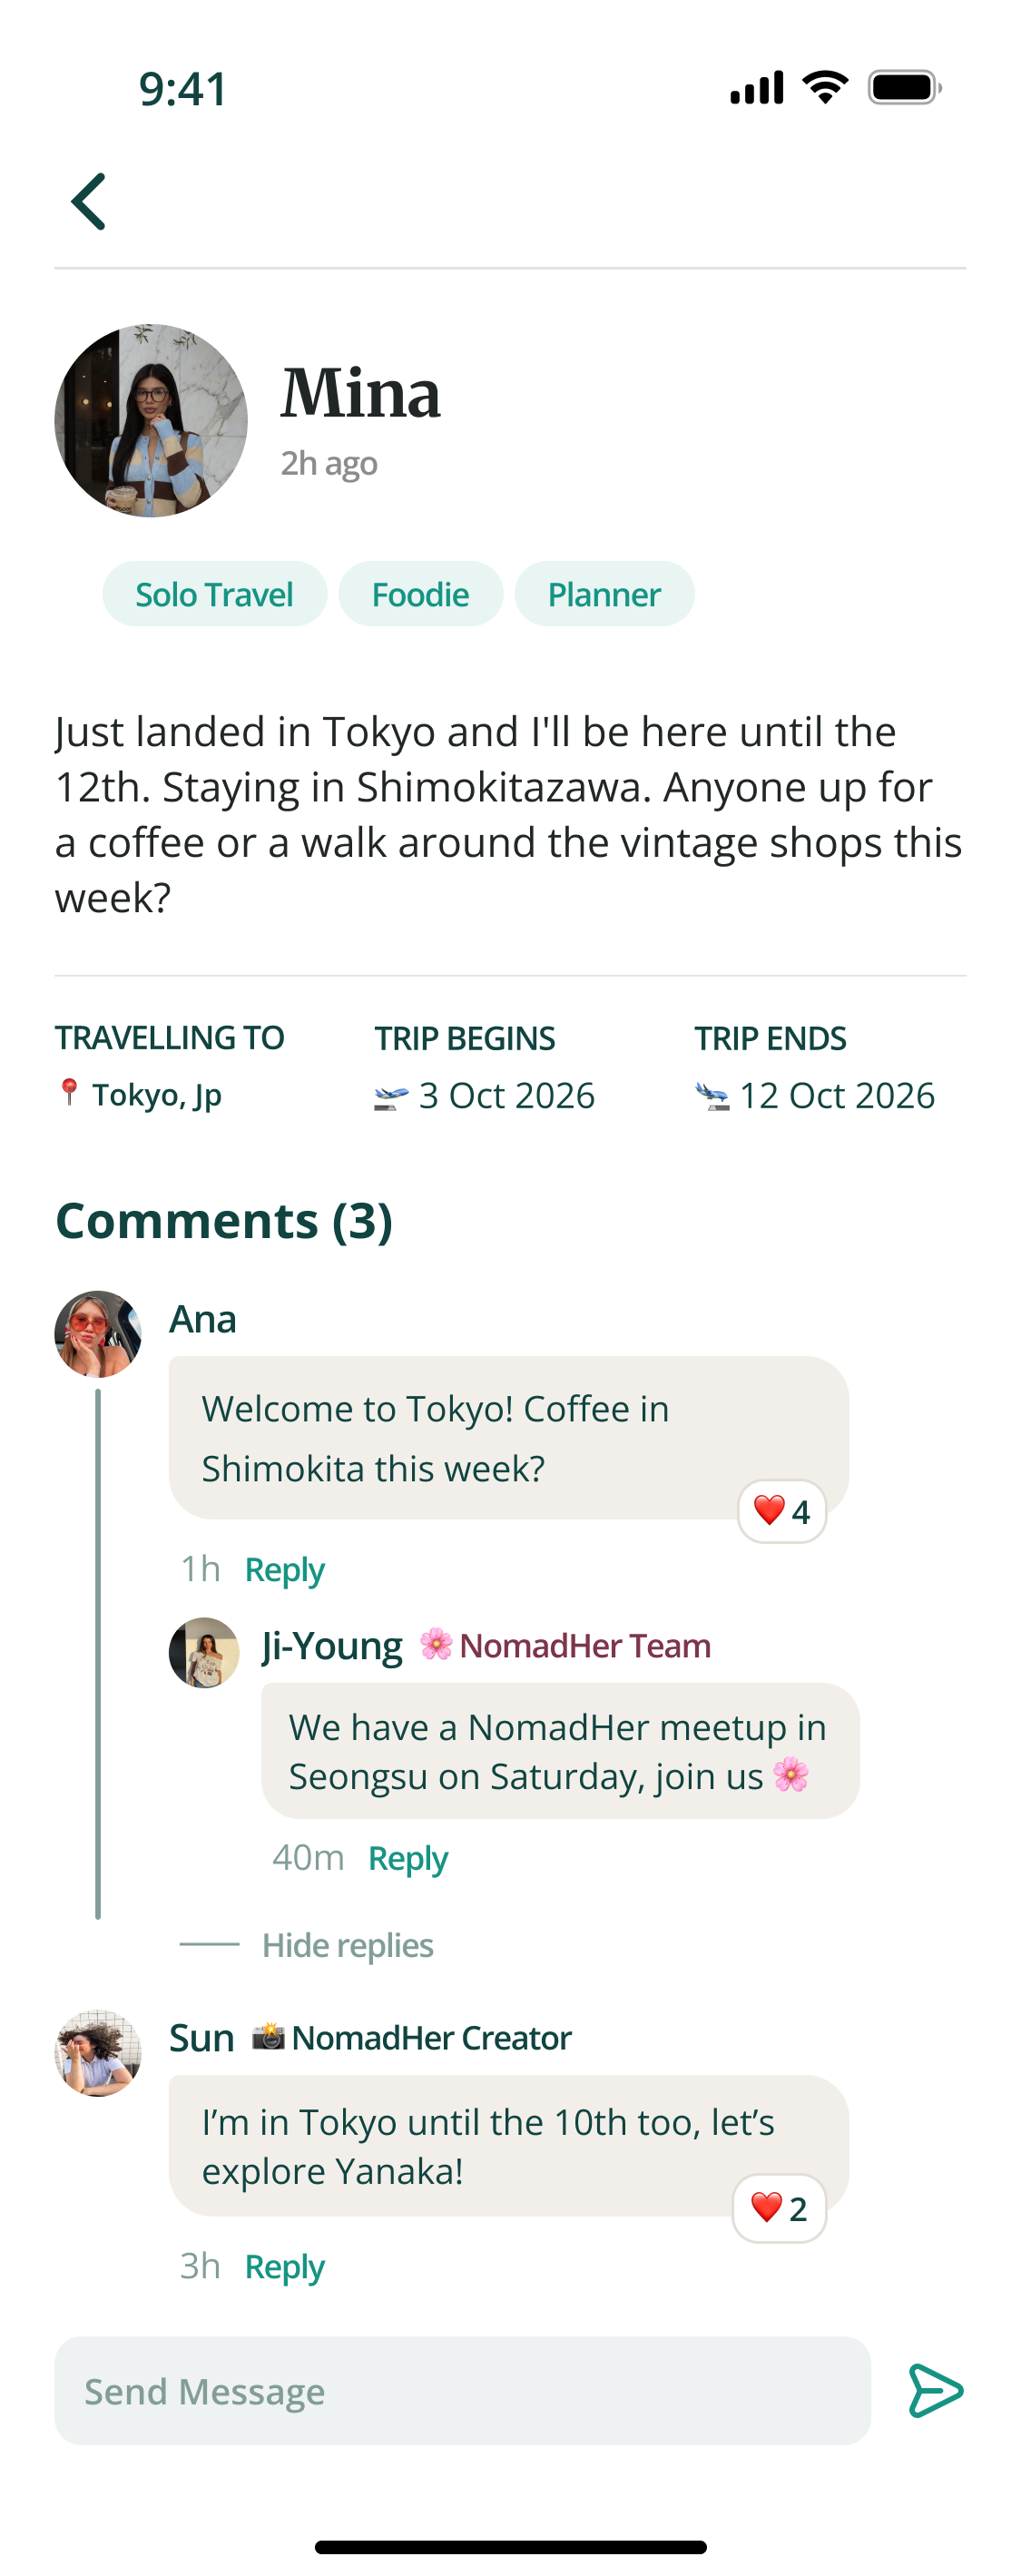 9:41
Mina
2h ago
Solo Travel Foodie Planner
Just landed in Tokyo and I'll be here until the
12th. Staying in Shimokitazawa. Anyone up for
a coffee or a walk around the vintage shops this
week?
TRAVELLING TO TRIP BEGINS TRIP ENDS
📍 Tokyo, Jp 🛫 3 Oct 2026 🛬 12 Oct 2026
Comments (3)
Ana
Welcome to Tokyo! Coffee in
Shimokita this week?
❤️ 4
1h Reply
Ji-Young 🌸 NomadHer Team
We have a NomadHer meetup in
Seongsu on Saturday, join us 🌸
40m Reply
Hide replies
Sun 📸 NomadHer Creator
I’m in Tokyo until the 10th too, let’s
explore Yanaka!
❤️ 2
3h Reply
Send Message